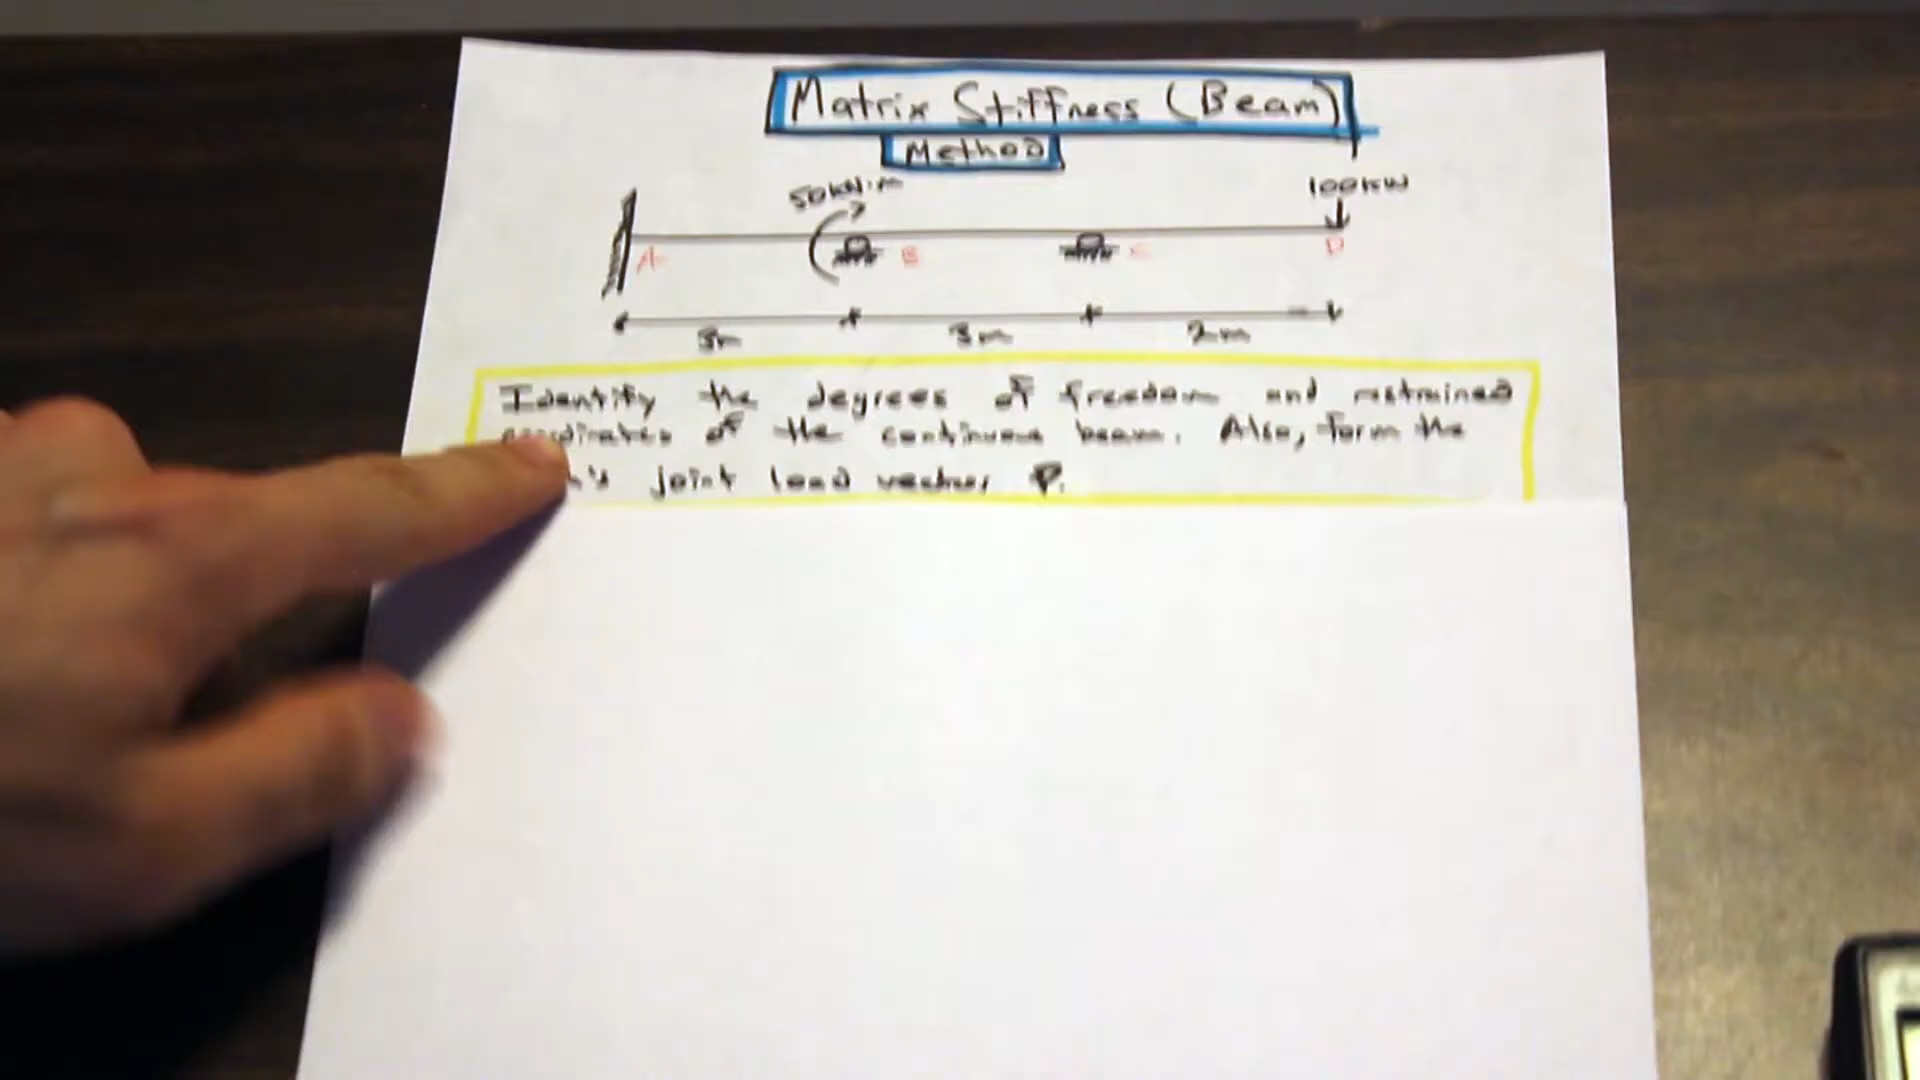 Matrix Stiffness (Beam)
Method
50kN·m
100kN
A
B
C
D
3m
3m
2m
Identify the degrees of freedom and restrained
coordinates of the continuous beam. Also, form the
joint load vector P.